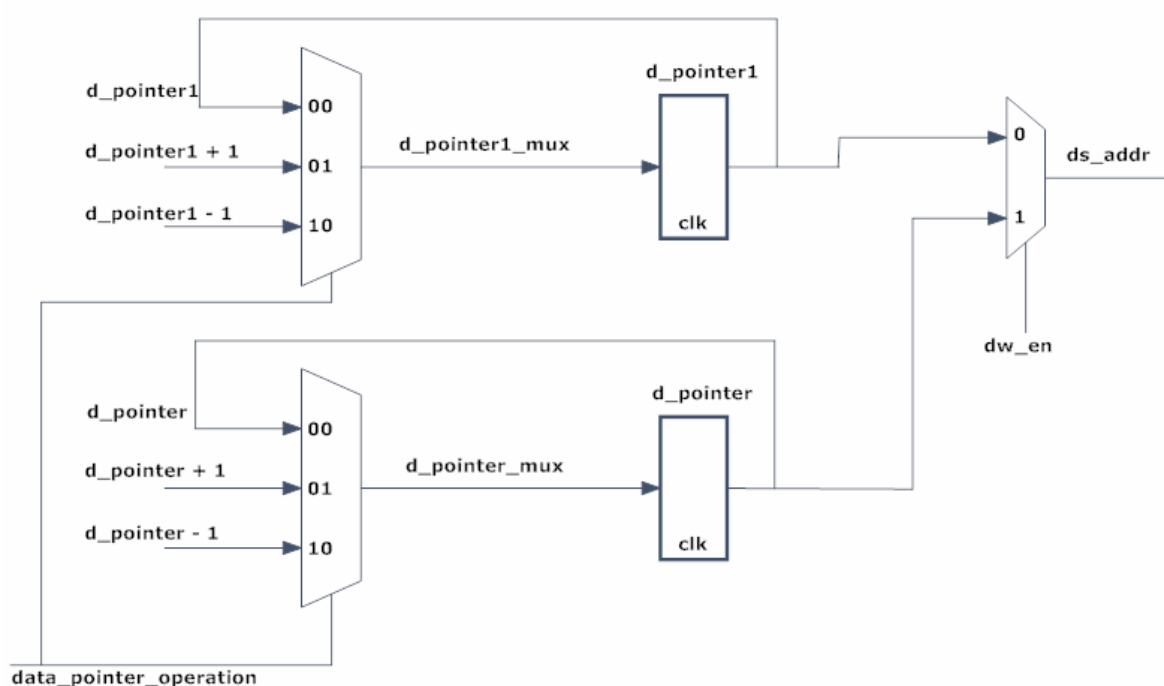 d_pointer1
d_pointer1
00
d_pointer1 + 1
01
d_pointer1_mux
d_pointer1 - 1
10
clk
0
ds_addr
1
dw_en
d_pointer
d_pointer
00
d_pointer + 1
01
d_pointer_mux
d_pointer - 1
10
clk
data_pointer_operation